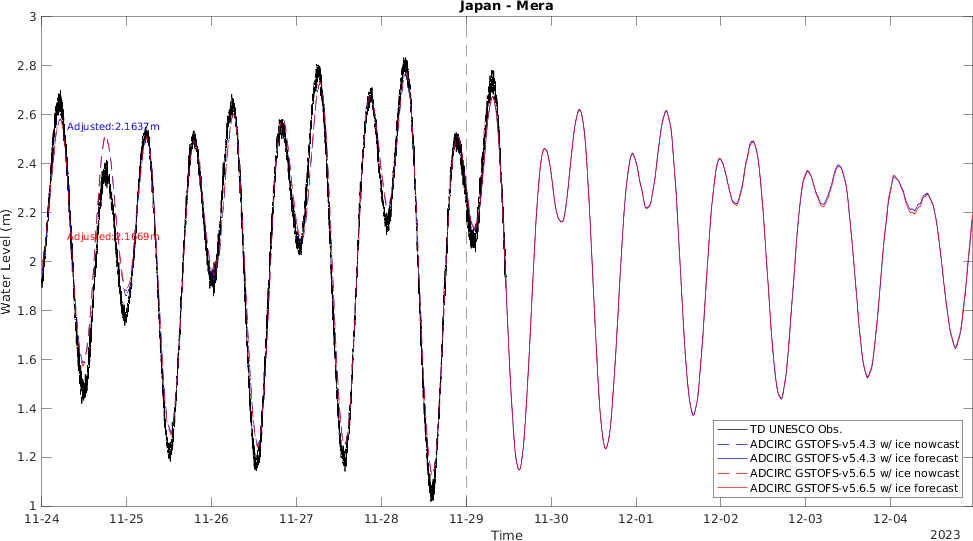 Japan - Mera
3
2.8
2.6
2.4
2.2
2
1.8
1.6
1.4
1.2
1
Water Level (m)
Adjusted:2.1637m
Adjusted:2.1669m
TD UNESCO Obs.
ADCIRC GSTOFS-v5.4.3 w/ ice nowcast
ADCIRC GSTOFS-v5.4.3 w/ ice forecast
ADCIRC GSTOFS-v5.6.5 w/ ice nowcast
ADCIRC GSTOFS-v5.6.5 w/ ice forecast
11-24 11-25 11-26 11-27 11-28 11-29 11-30 12-01 12-02 12-03 12-04
Time
2023